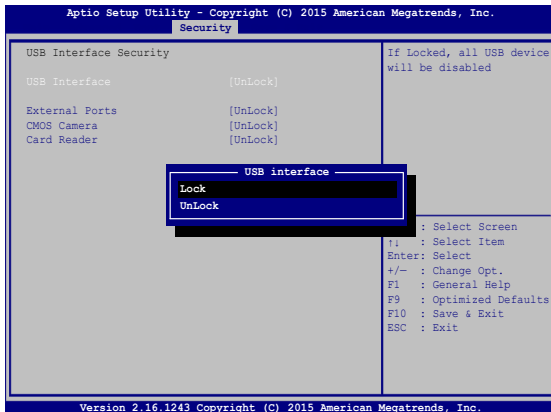 Aptio Setup Utility - Copyright (C) 2015 American Megatrends, Inc.
Security
USB Interface Security
USB Interface [UnLock]
External Ports [UnLock]
CMOS Camera [UnLock]
Card Reader [UnLock]
If Locked, all USB device
will be disabled
USB interface
Lock
UnLock
: Select Screen
↑↓ : Select Item
Enter: Select
+/— : Change Opt.
F1 : General Help
F9 : Optimized Defaults
F10 : Save & Exit
ESC : Exit
Version 2.16.1243 Copyright (C) 2015 American Megatrends, Inc.